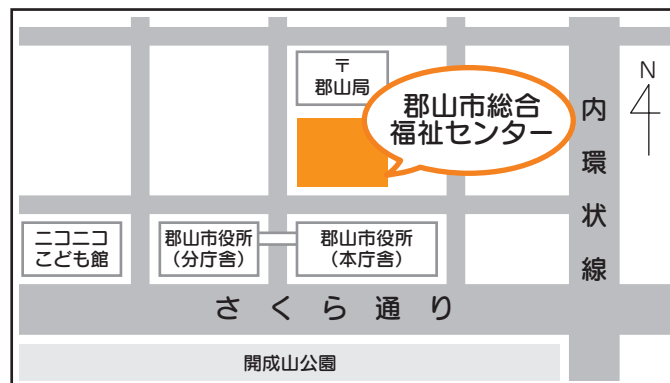 〒
郡山局
郡山市総合
福祉センター
N
内環状線
ニコニコ
こども館
郡山市役所
（分庁舎）
郡山市役所
（本庁舎）
さくら通り
開成山公園